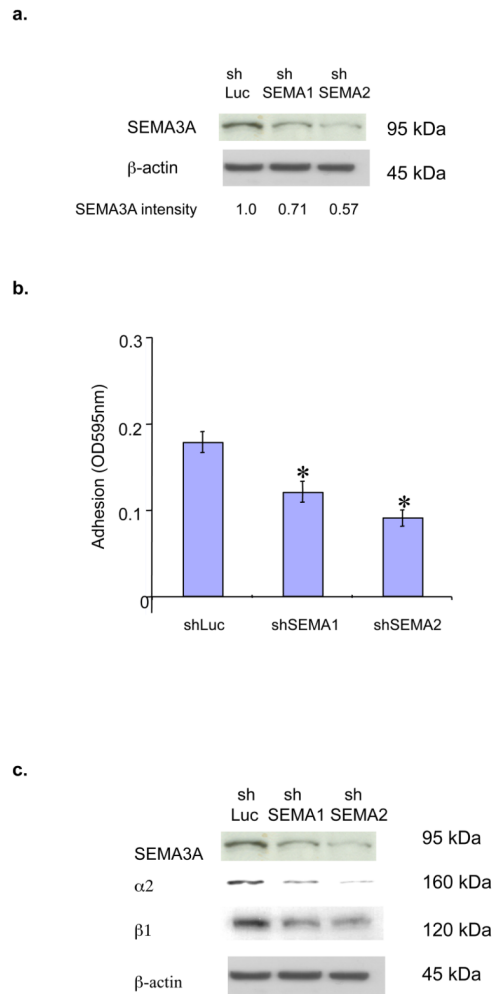 a.
sh sh sh
Luc SEMA1 SEMA2
SEMA3A 95 kDa
β-actin 45 kDa
SEMA3A intensity 1.0 0.71 0.57
b.
Adhesion (OD595nm)
0.3
0.2
0.1
0
* *
shLuc shSEMA1 shSEMA2
c.
sh sh sh
Luc SEMA1 SEMA2
SEMA3A 95 kDa
α2 160 kDa
β1 120 kDa
β-actin 45 kDa